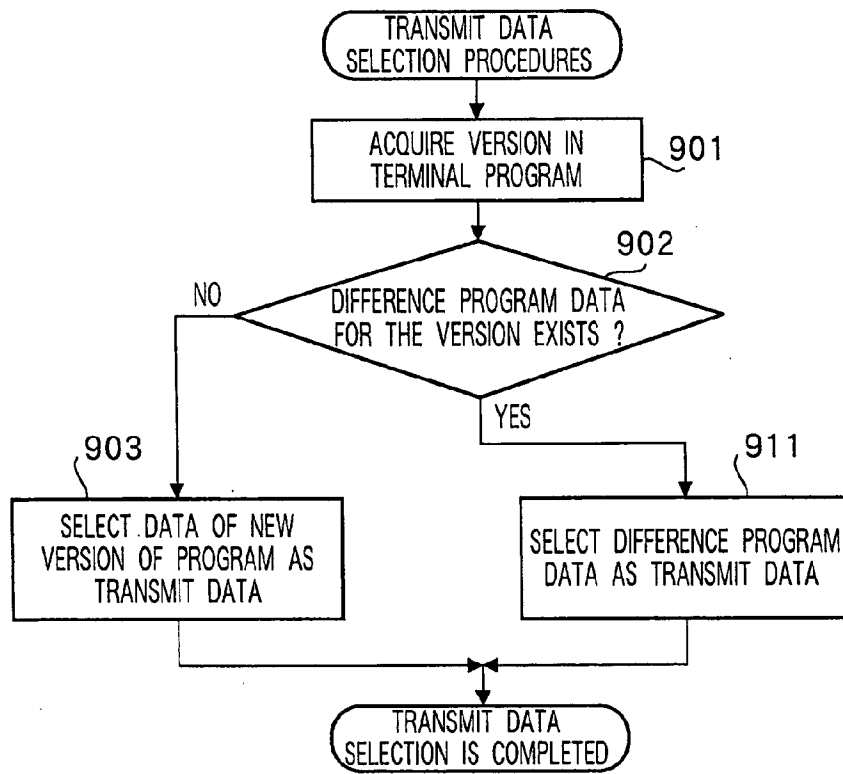 TRANSMIT DATA
SELECTION PROCEDURES
ACQUIRE VERSION IN
TERMINAL PROGRAM
901
902
DIFFERENCE PROGRAM DATA
FOR THE VERSION EXISTS ?
NO
YES
903
SELECT DATA OF NEW
VERSION OF PROGRAM AS
TRANSMIT DATA
911
SELECT DIFFERENCE PROGRAM
DATA AS TRANSMIT DATA
TRANSMIT DATA
SELECTION IS COMPLETED